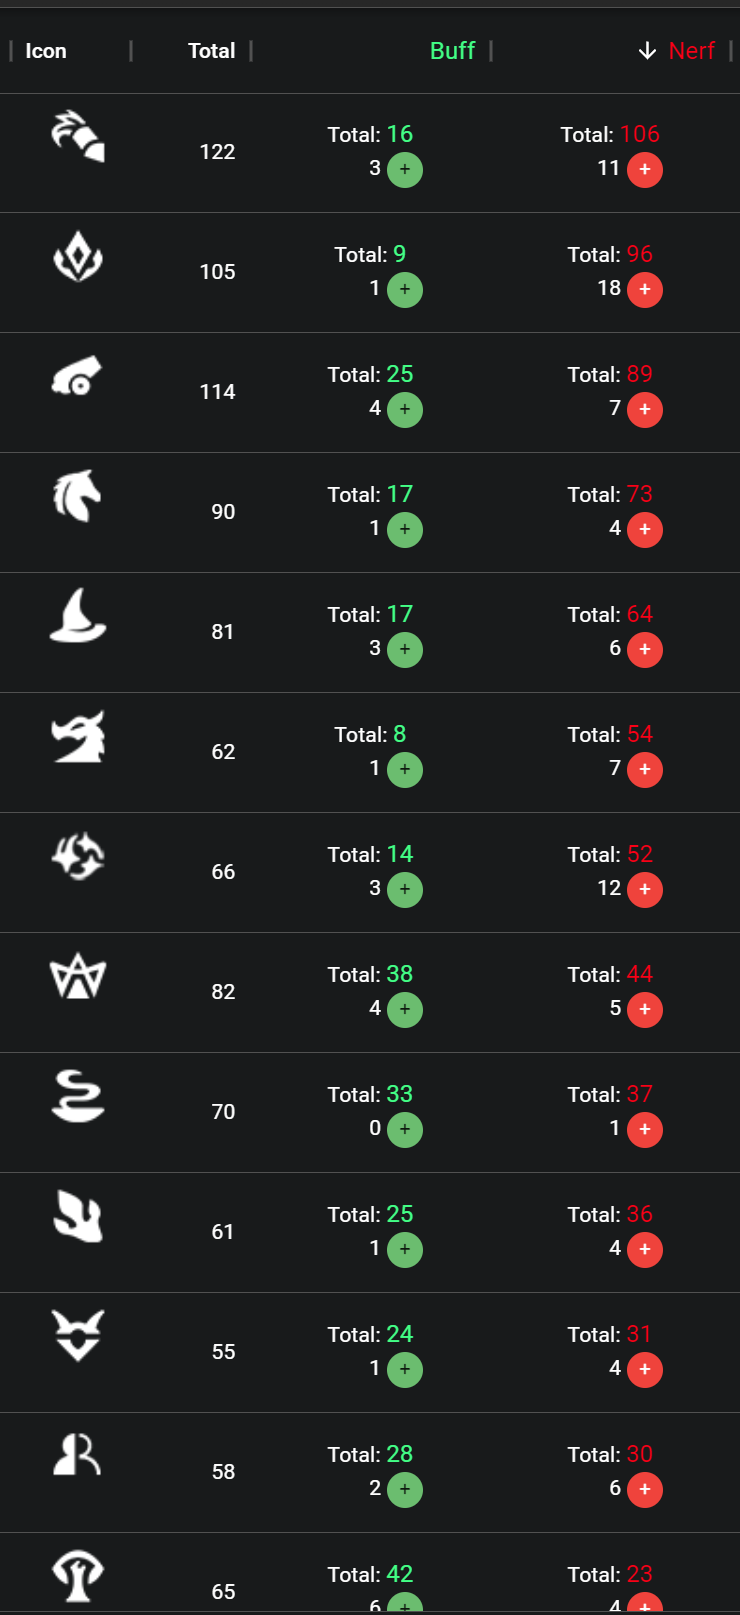 Icon Total Buff ↓ Nerf
Total: 16 Total: 106
122
3 + 11 +
Total: 9 Total: 96
105
1 + 18 +
Total: 25 Total: 89
114
4 + 7 +
Total: 17 Total: 73
90
1 + 4 +
Total: 17 Total: 64
81
3 + 6 +
Total: 8 Total: 54
62
1 + 7 +
Total: 14 Total: 52
66
3 + 12 +
Total: 38 Total: 44
82
4 + 5 +
Total: 33 Total: 37
70
0 + 1 +
Total: 25 Total: 36
61
1 + 4 +
Total: 24 Total: 31
55
1 + 4 +
Total: 28 Total: 30
58
2 + 6 +
Total: 42 Total: 23
65
6 + 4 +